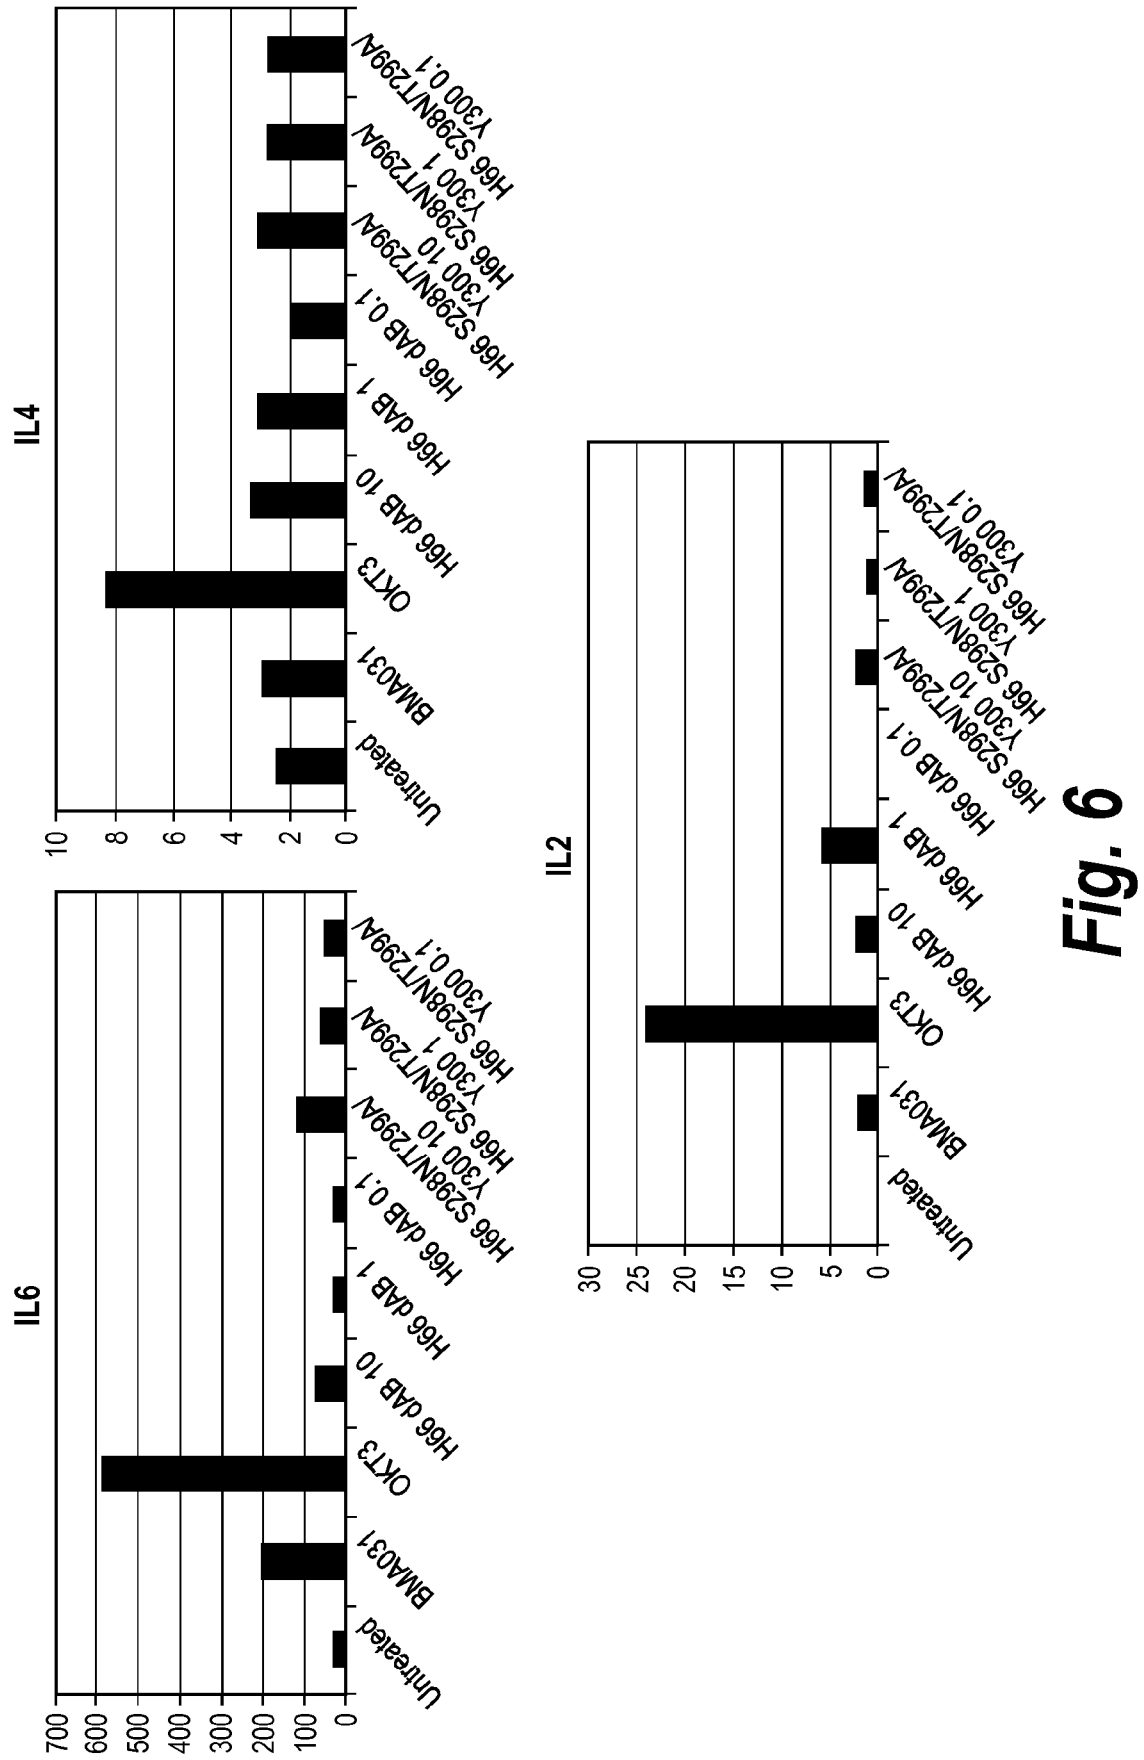 IL6
700
600
500
400
300
200
100
0
Untreated
BMA031
OKT3
H66 dAB 10
H66 dAB 1
H66 dAB 0.1
H66 S298N/T299A/
Y300 10
H66 S298N/T299A/
Y300 1
H66 S298N/T299A/
Y300 0.1
IL4
10
8
6
4
2
0
Untreated
BMA031
OKT3
H66 dAB 10
H66 dAB 1
H66 dAB 0.1
H66 S298N/T299A/
Y300 10
H66 S298N/T299A/
Y300 1
H66 S298N/T299A/
Y300 0.1
IL2
30
25
20
15
10
5
0
Untreated
BMA031
OKT3
H66 dAB 10
H66 dAB 1
H66 dAB 0.1
H66 S298N/T299A/
Y300 10
H66 S298N/T299A/
Y300 1
H66 S298N/T299A/
Y300 0.1
Fig. 6